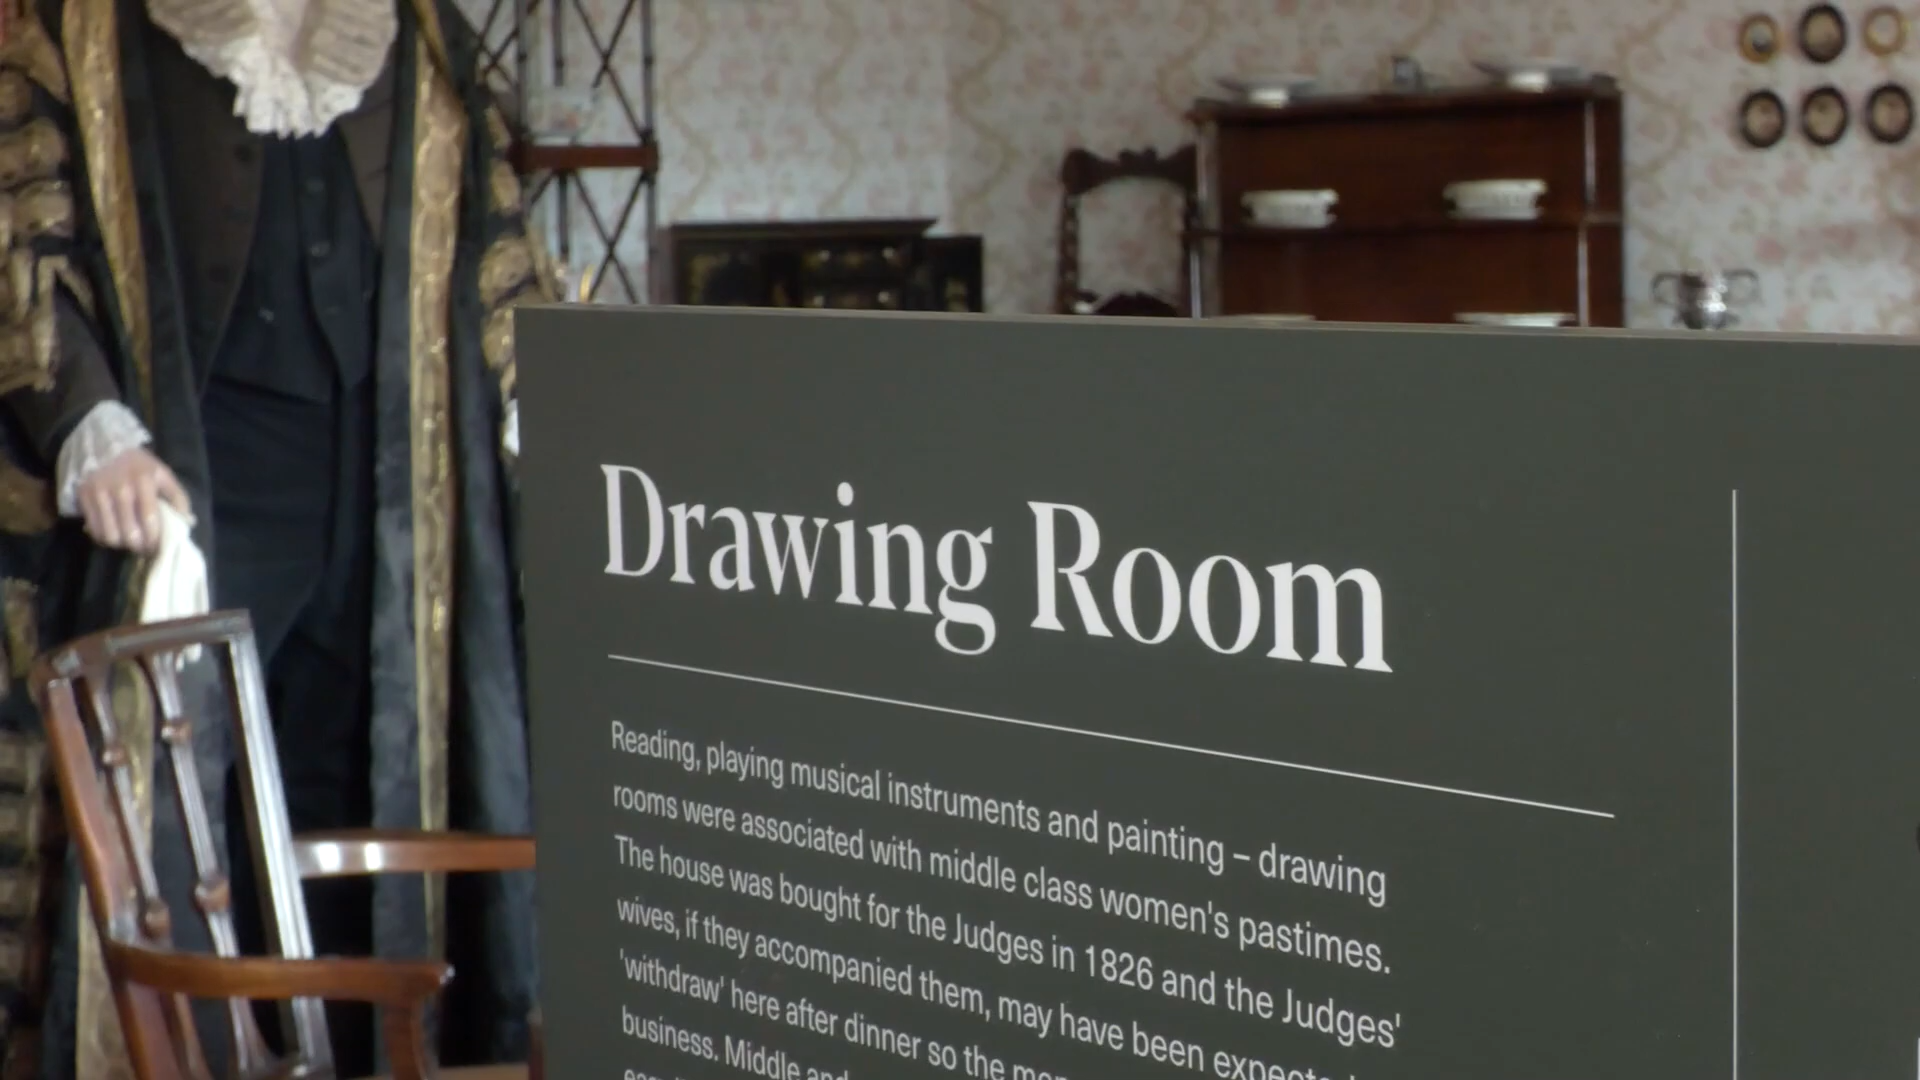 Drawing Room
Reading, playing musical instruments and painting – drawing
rooms were associated with middle class women's pastimes.
The house was bought for the Judges in 1826 and the Judges'
wives, if they accompanied them, may have been
'withdraw' here after dinner so the
business. Middle and